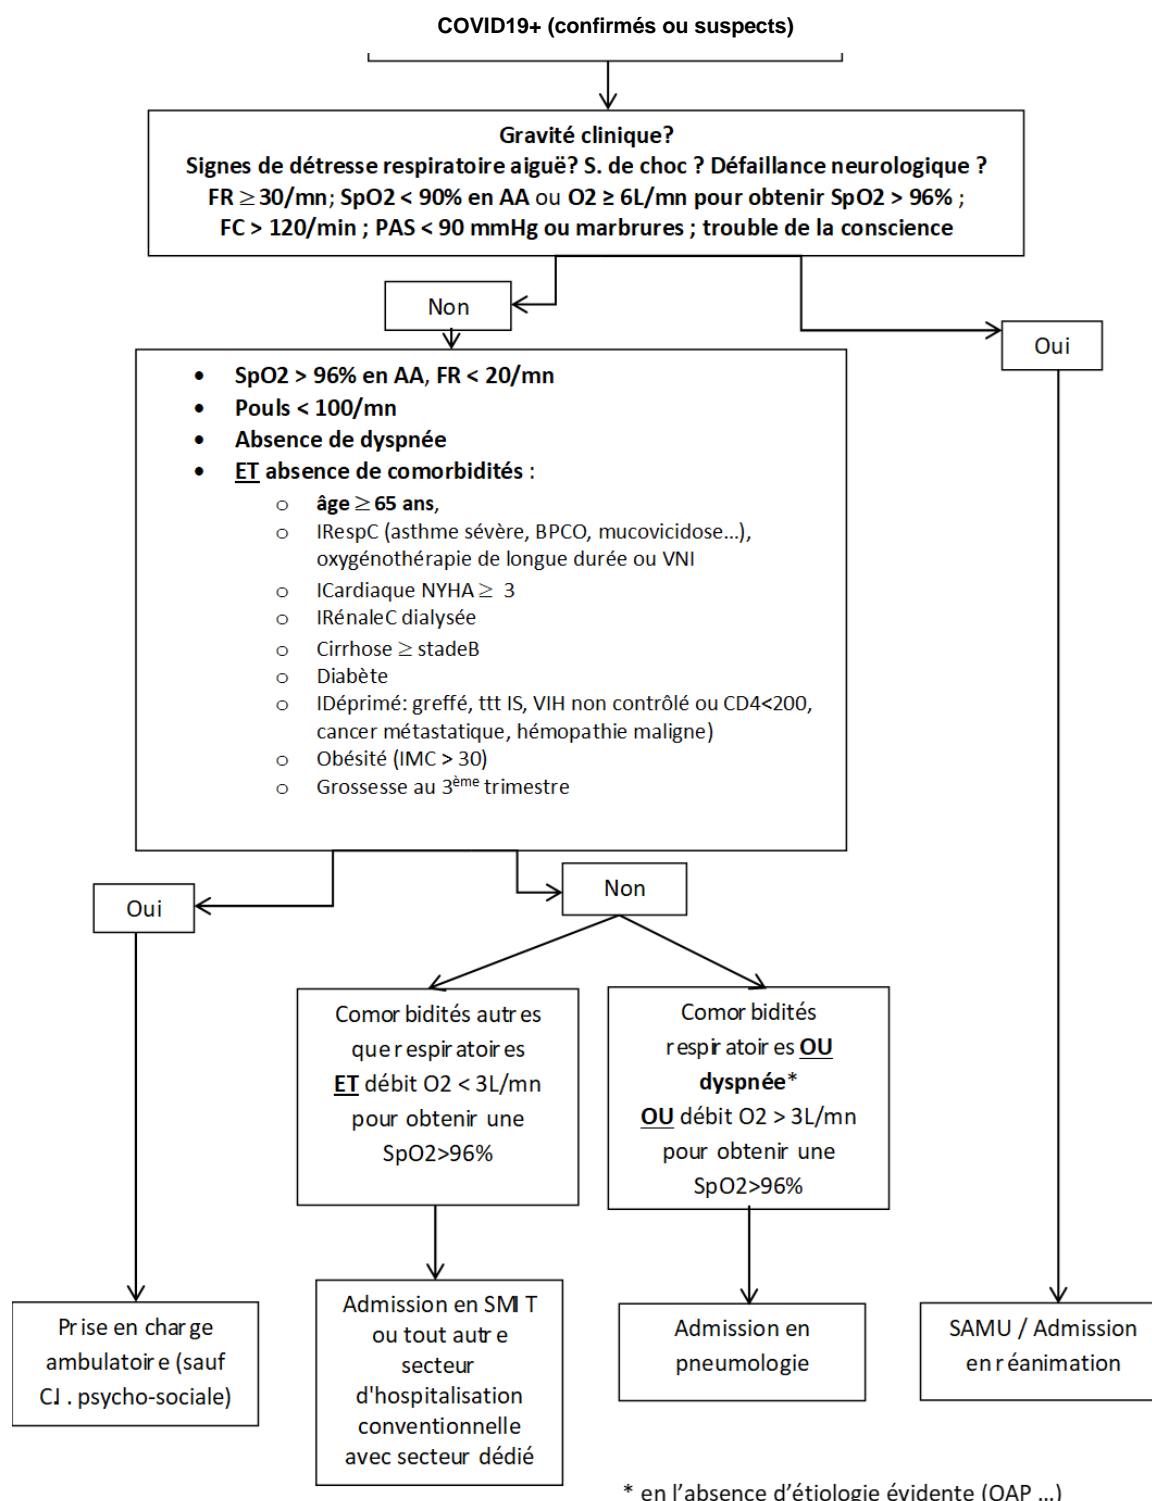 COVID19+ (confirmés ou suspects)
Gravité clinique?
Signes de détresse respiratoire aiguë? S. de choc ? Défaillance neurologique ?
FR ≥ 30/mn; SpO2 < 90% en AA ou O2 ≥ 6L/mn pour obtenir SpO2 > 96% ;
FC > 120/min ; PAS < 90 mmHg ou marbrures ; trouble de la conscience
Non
Oui
• SpO2 > 96% en AA, FR < 20/mn
• Pouls < 100/mn
• Absence de dyspnée
• ET absence de comorbidités :
o âge ≥ 65 ans,
o IRespC (asthme sévère, BPCO, mucovicidose...),
oxygénothérapie de longue durée ou VNI
o ICardiaque NYHA ≥ 3
o IRénaleC dialysée
o Cirrhose ≥ stadeB
o Diabète
o IDéprimé: greffé, ttt IS, VIH non contrôlé ou CD4<200,
cancer métastatique, hémopathie maligne)
o Obésité (IMC > 30)
o Grossesse au 3ème trimestre
Oui
Non
Comorbidités autres
que respiratoires
ET débit O2 < 3L/mn
pour obtenir une
SpO2>96%
Comorbidités
respiratoires OU
dyspnée*
OU débit O2 > 3L/mn
pour obtenir une
SpO2>96%
Prise en charge
ambulatoire (sauf
C.I. psycho-sociale)
Admission en SMIT
ou tout autre
secteur
d'hospitalisation
conventionnelle
avec secteur dédié
Admission en
pneumologie
SAMU / Admission
en réanimation
* en l'absence d'étiologie évidente (OAP ...)